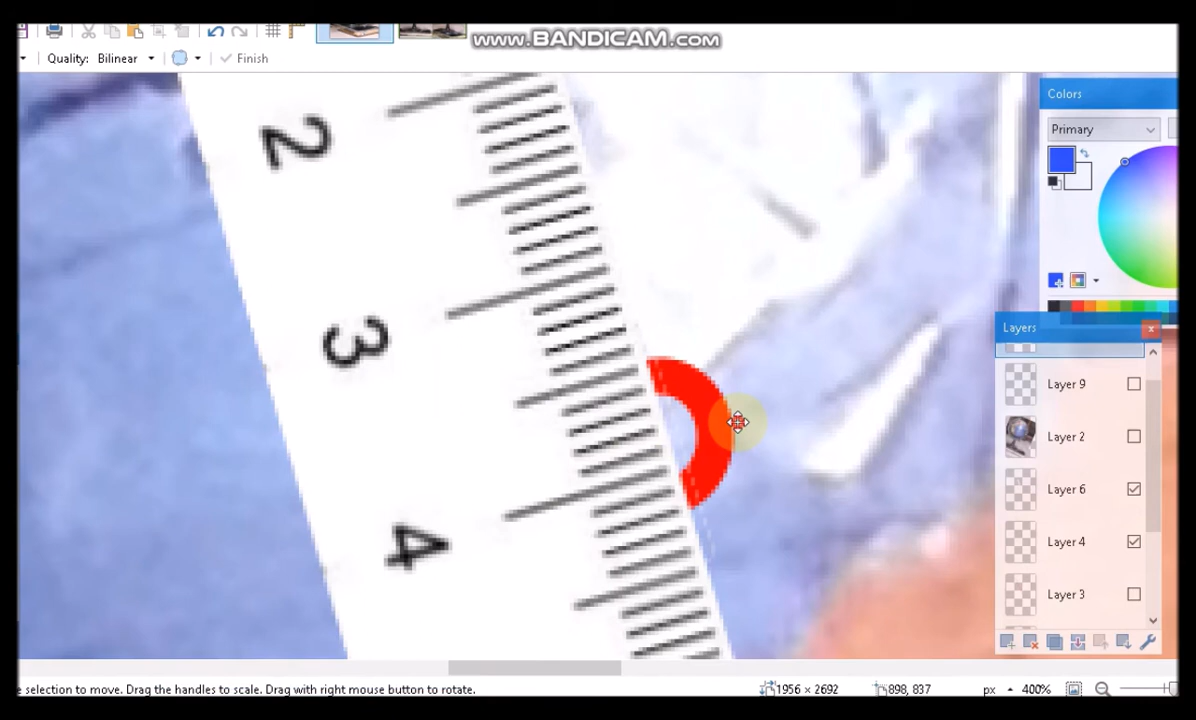 www.BANDICAM.com
Quality: Bilinear Finish
2
3
4
Colors
Primary
Layers
Layer 9
Layer 2
Layer 6
Layer 4
Layer 3
e selection to move. Drag the handles to scale. Drag with right mouse button to rotate.
1956 × 2692
898, 837
px
400%